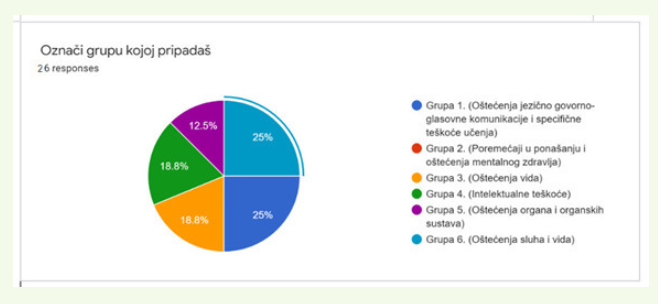 Označi grupu kojoj pripadaš
26 responses
12.5%
25%
18.8%
18.8%
25%
Grupa 1. (Oštećenja jezično govorno-
glasovne komunikacije i specifične
teškoće učenja)
Grupa 2. (Poremećaji u ponašanju i
oštećenja mentalnog zdravlja)
Grupa 3. (Oštećenja vida)
Grupa 4. (Intelektualne teškoće)
Grupa 5. (Oštećenja organa i organskih
sustava)
Grupa 6. (Oštećenja sluha i vida)